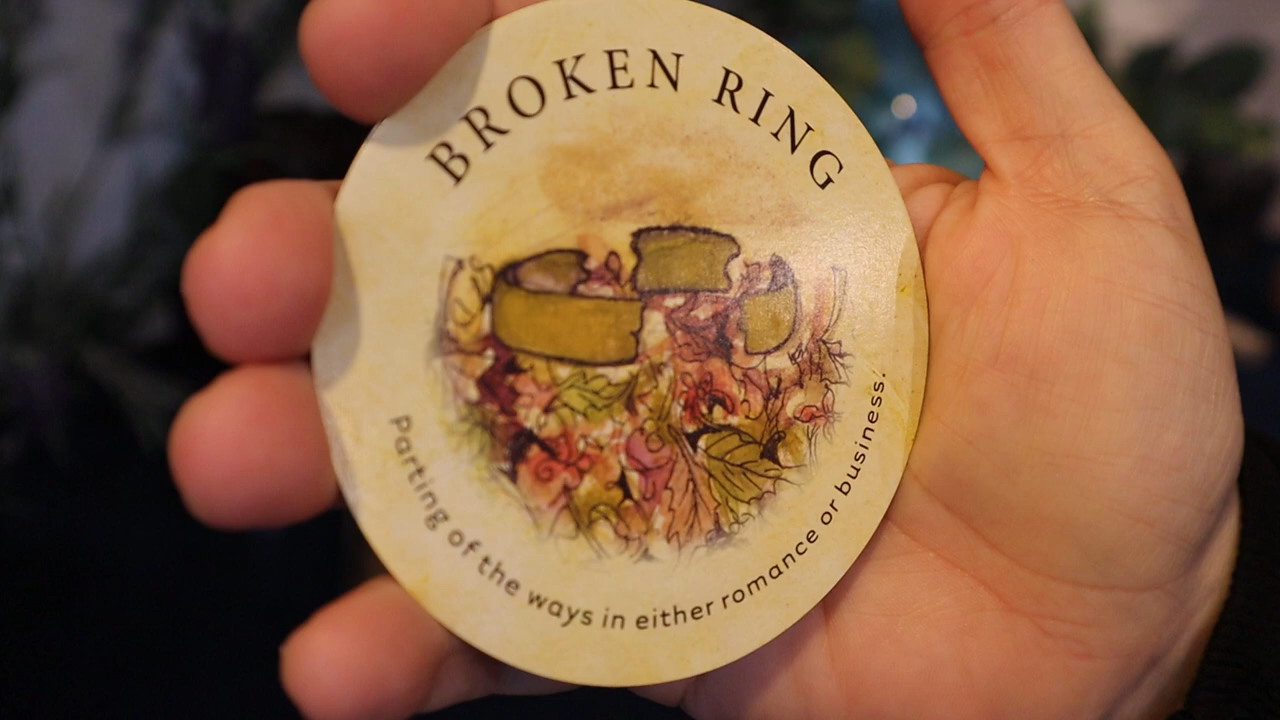 BROKEN RING
Parting of the ways in either romance or business.